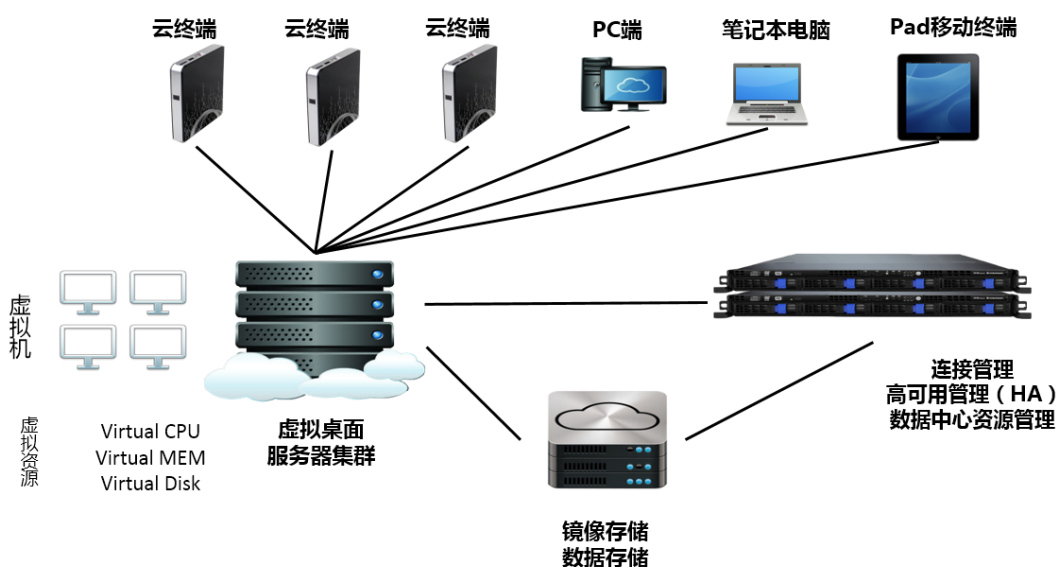 云终端
云终端
云终端
PC端
笔记本电脑
Pad移动终端
虚拟机
连接管理
高可用管理（HA）
数据中心资源管理
虚拟资源
Virtual CPU
Virtual MEM
Virtual Disk
虚拟桌面
服务器集群
镜像存储
数据存储